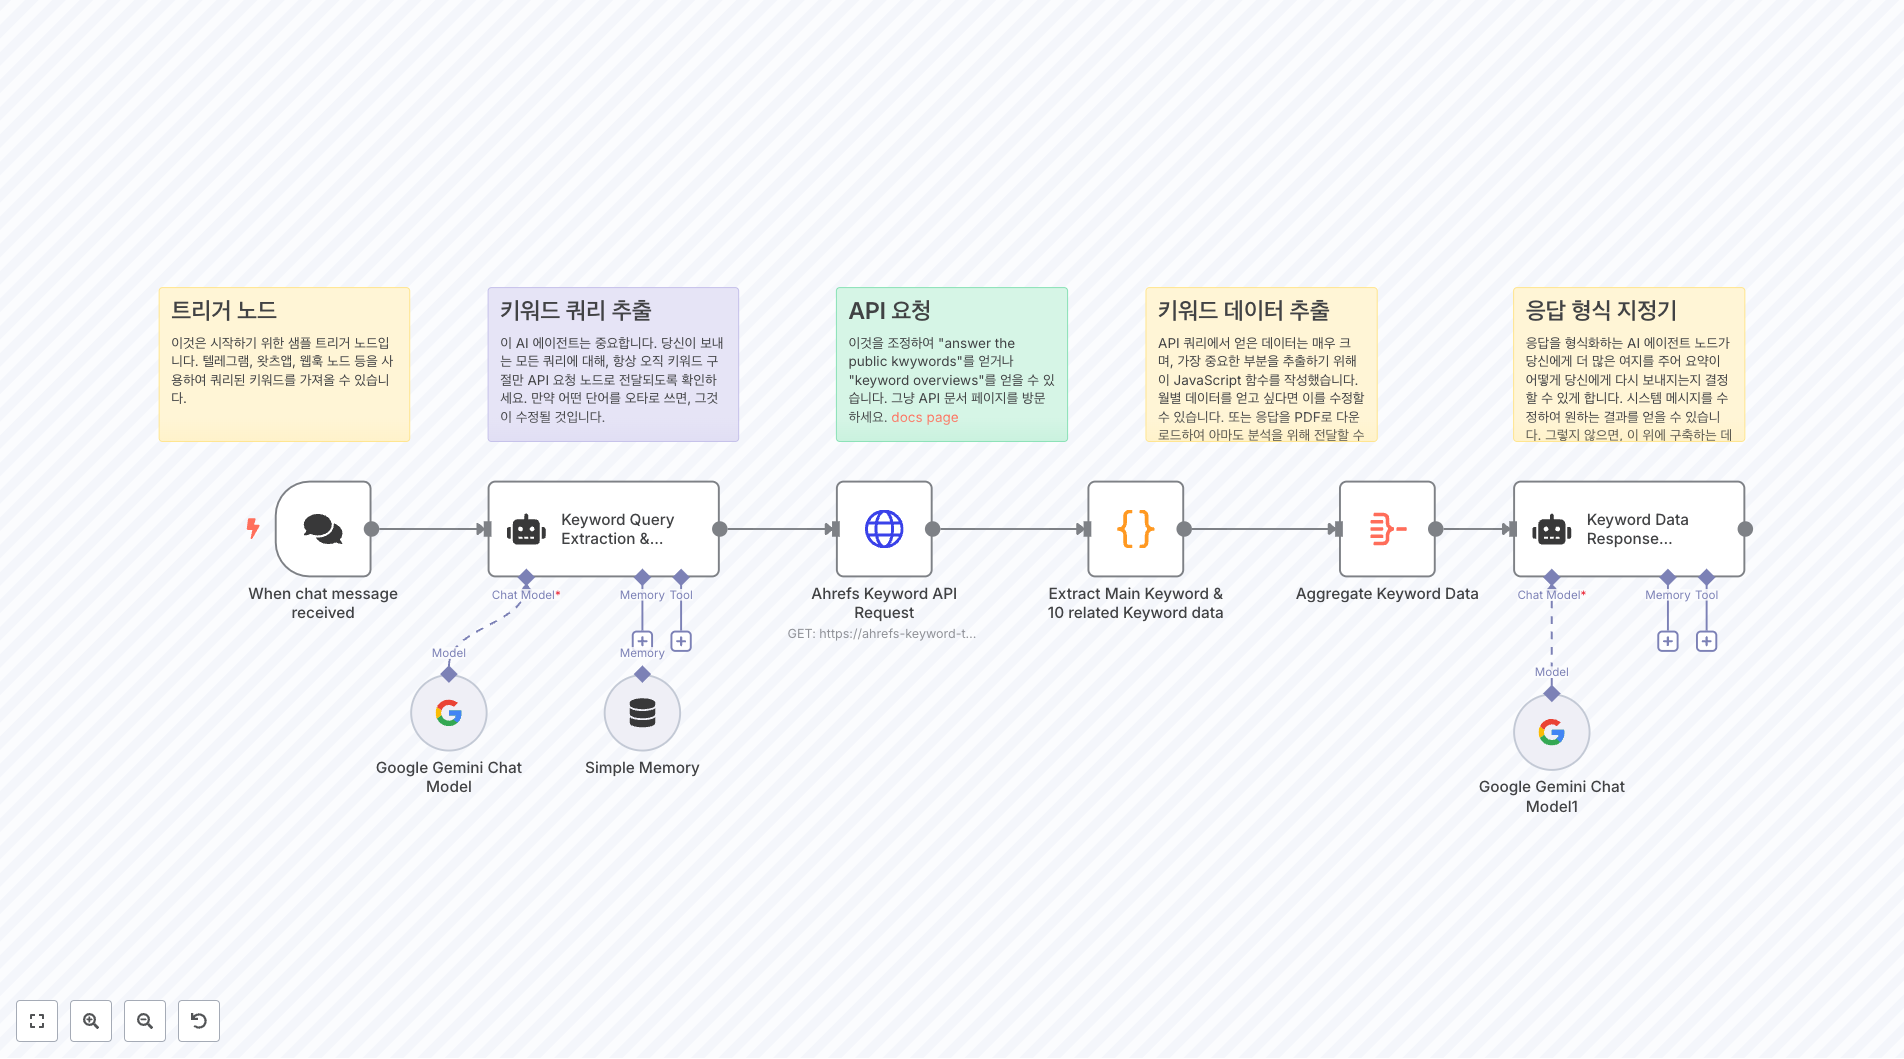 트리거 노드
이것은 시작하기 위한 샘플 트리거 노드입
니다. 텔레그램, 왓츠앱, 웹훅 노드 등을 사
용하여 쿼리된 키워드를 가져올 수 있습니
다.
키워드 쿼리 추출
이 AI 에이전트는 중요합니다. 당신이 보내
는 모든 쿼리에 대해, 항상 오직 키워드 구
절만 API 요청 노드로 전달되도록 확인하
세요. 만약 어떤 단어를 오타로 쓰면, 그것
이 수정될 것입니다.
API 요청
이것을 조정하여 "answer the
public kwywords"를 얻거나
"keyword overviews"를 얻을 수 있
습니다. 그냥 API 문서 페이지를 방문
하세요. docs page
키워드 데이터 추출
API 쿼리에서 얻은 데이터는 매우 크
며, 가장 중요한 부분을 추출하기 위해
이 JavaScript 함수를 작성했습니다.
월별 데이터를 얻고 싶다면 이를 수정할
수 있습니다. 또는 응답을 PDF로 다운
로드하여 아마도 분석을 위해 전달할 수
응답 형식 지정기
응답을 형식화하는 AI 에이전트 노드가
당신에게 더 많은 여지를 주어 요약이
어떻게 당신에게 다시 보내지는지 결정
할 수 있게 합니다. 시스템 메시지를 수
정하여 원하는 결과를 얻을 수 있습니
다. 그렇지 않으면, 이 위에 구축하는 데
When chat message
received
Keyword Query
Extraction &...
Chat Model*
Memory
Tool
Model
Memory
Google Gemini Chat
Model
Simple Memory
Ahrefs Keyword API
Request
GET: https://ahrefs-keyword-t...
Extract Main Keyword &
10 related Keyword data
Aggregate Keyword Data
Keyword Data
Response...
Chat Model*
Memory
Tool
Model
Google Gemini Chat
Model1